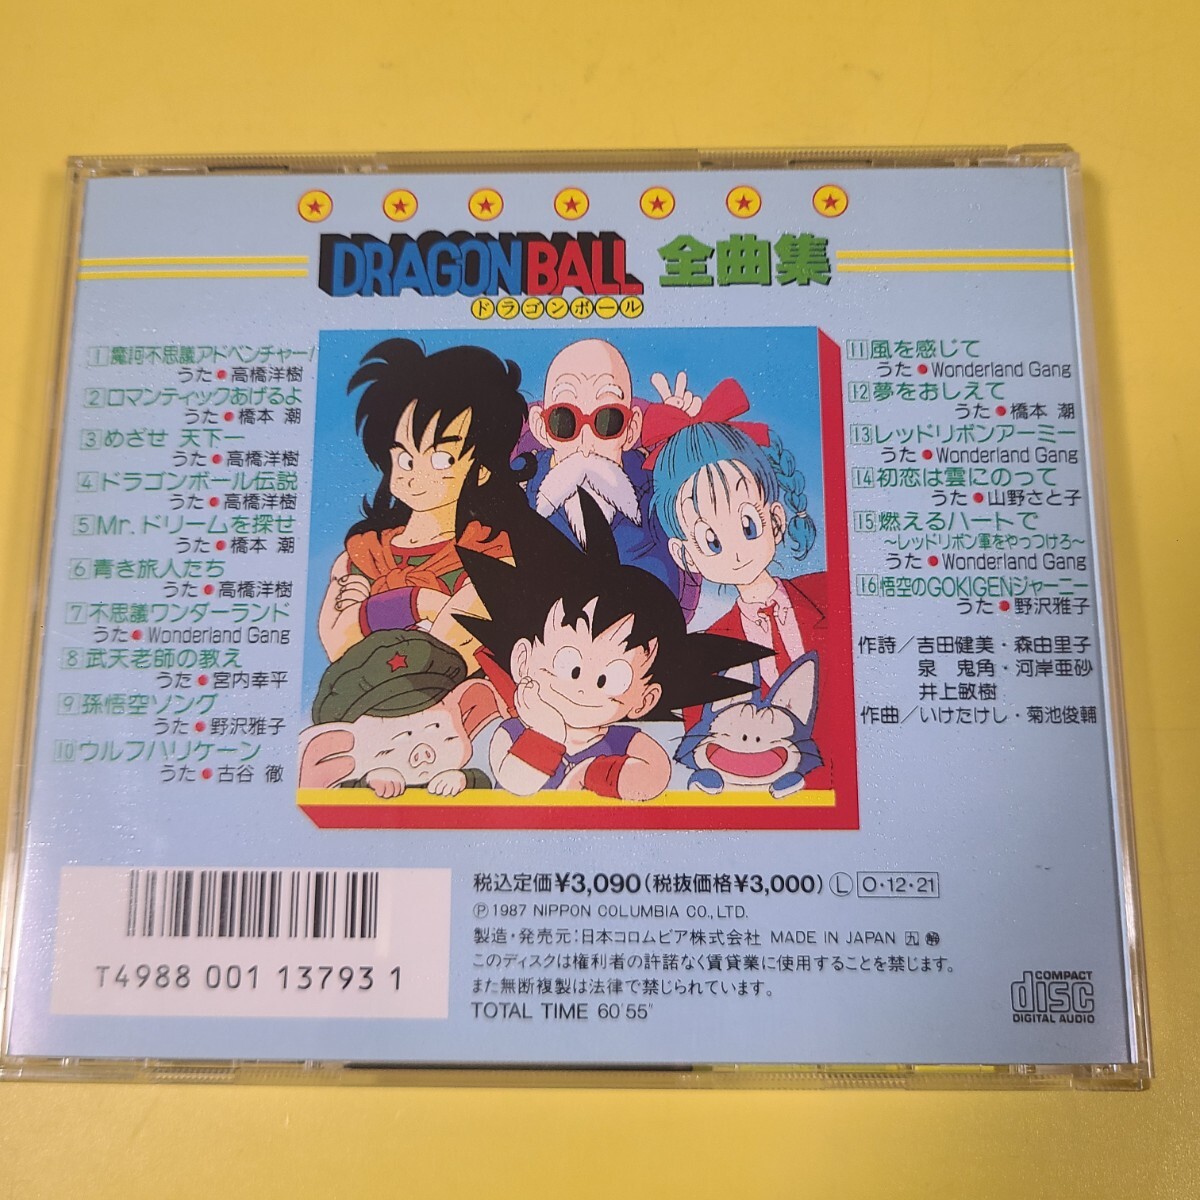 DRAGON BALL 全曲集
ドラゴンボール
1 魔訶不思議アドベンチャー!
うた●高橋洋樹
2 ロマンティックあげるよ
うた●橋本 潮
3 めざせ 天下一
うた●高橋洋樹
4 ドラゴンボール伝説
うた●高橋洋樹
5 Mr.ドリームを探せ
うた●橋本 潮
6 青き旅人たち
うた●高橋洋樹
7 不思議ワンダーランド
うた●Wonderland Gang
8 武天老師の教え
うた●宮内幸平
9 孫悟空ソング
うた●野沢雅子
10 ウルフハリケーン
うた●古谷 徹
11 風を感じて
うた●Wonderland Gang
12 夢をおしえて
うた●橋本 潮
13 レッドリボンアーミー
うた●Wonderland Gang
14 初恋は雲にのって
うた●山野さと子
15 燃えるハートで
〜レッドリボン軍をやっつけろ〜
うた●Wonderland Gang
16 悟空のGOKIGENジャーニー
うた●野沢雅子
作詩/吉田健美・森由里子
泉 鬼角・河岸亜砂
井上敏樹
作曲/いけたけし・菊池俊輔
T4988 001 13793 1
税込定価¥3,090(税抜価格¥3,000) Ⓛ O・12・21
Ⓟ1987 NIPPON COLUMBIA CO.,LTD.
製造・発売元:日本コロムビア株式会社 MADE IN JAPAN 九
このディスクは権利者の許諾なく賃貸業に使用することを禁じます。
また無断複製は法律で禁じられています。
TOTAL TIME 60'55"
COMPACT
disc
DIGITAL AUDIO